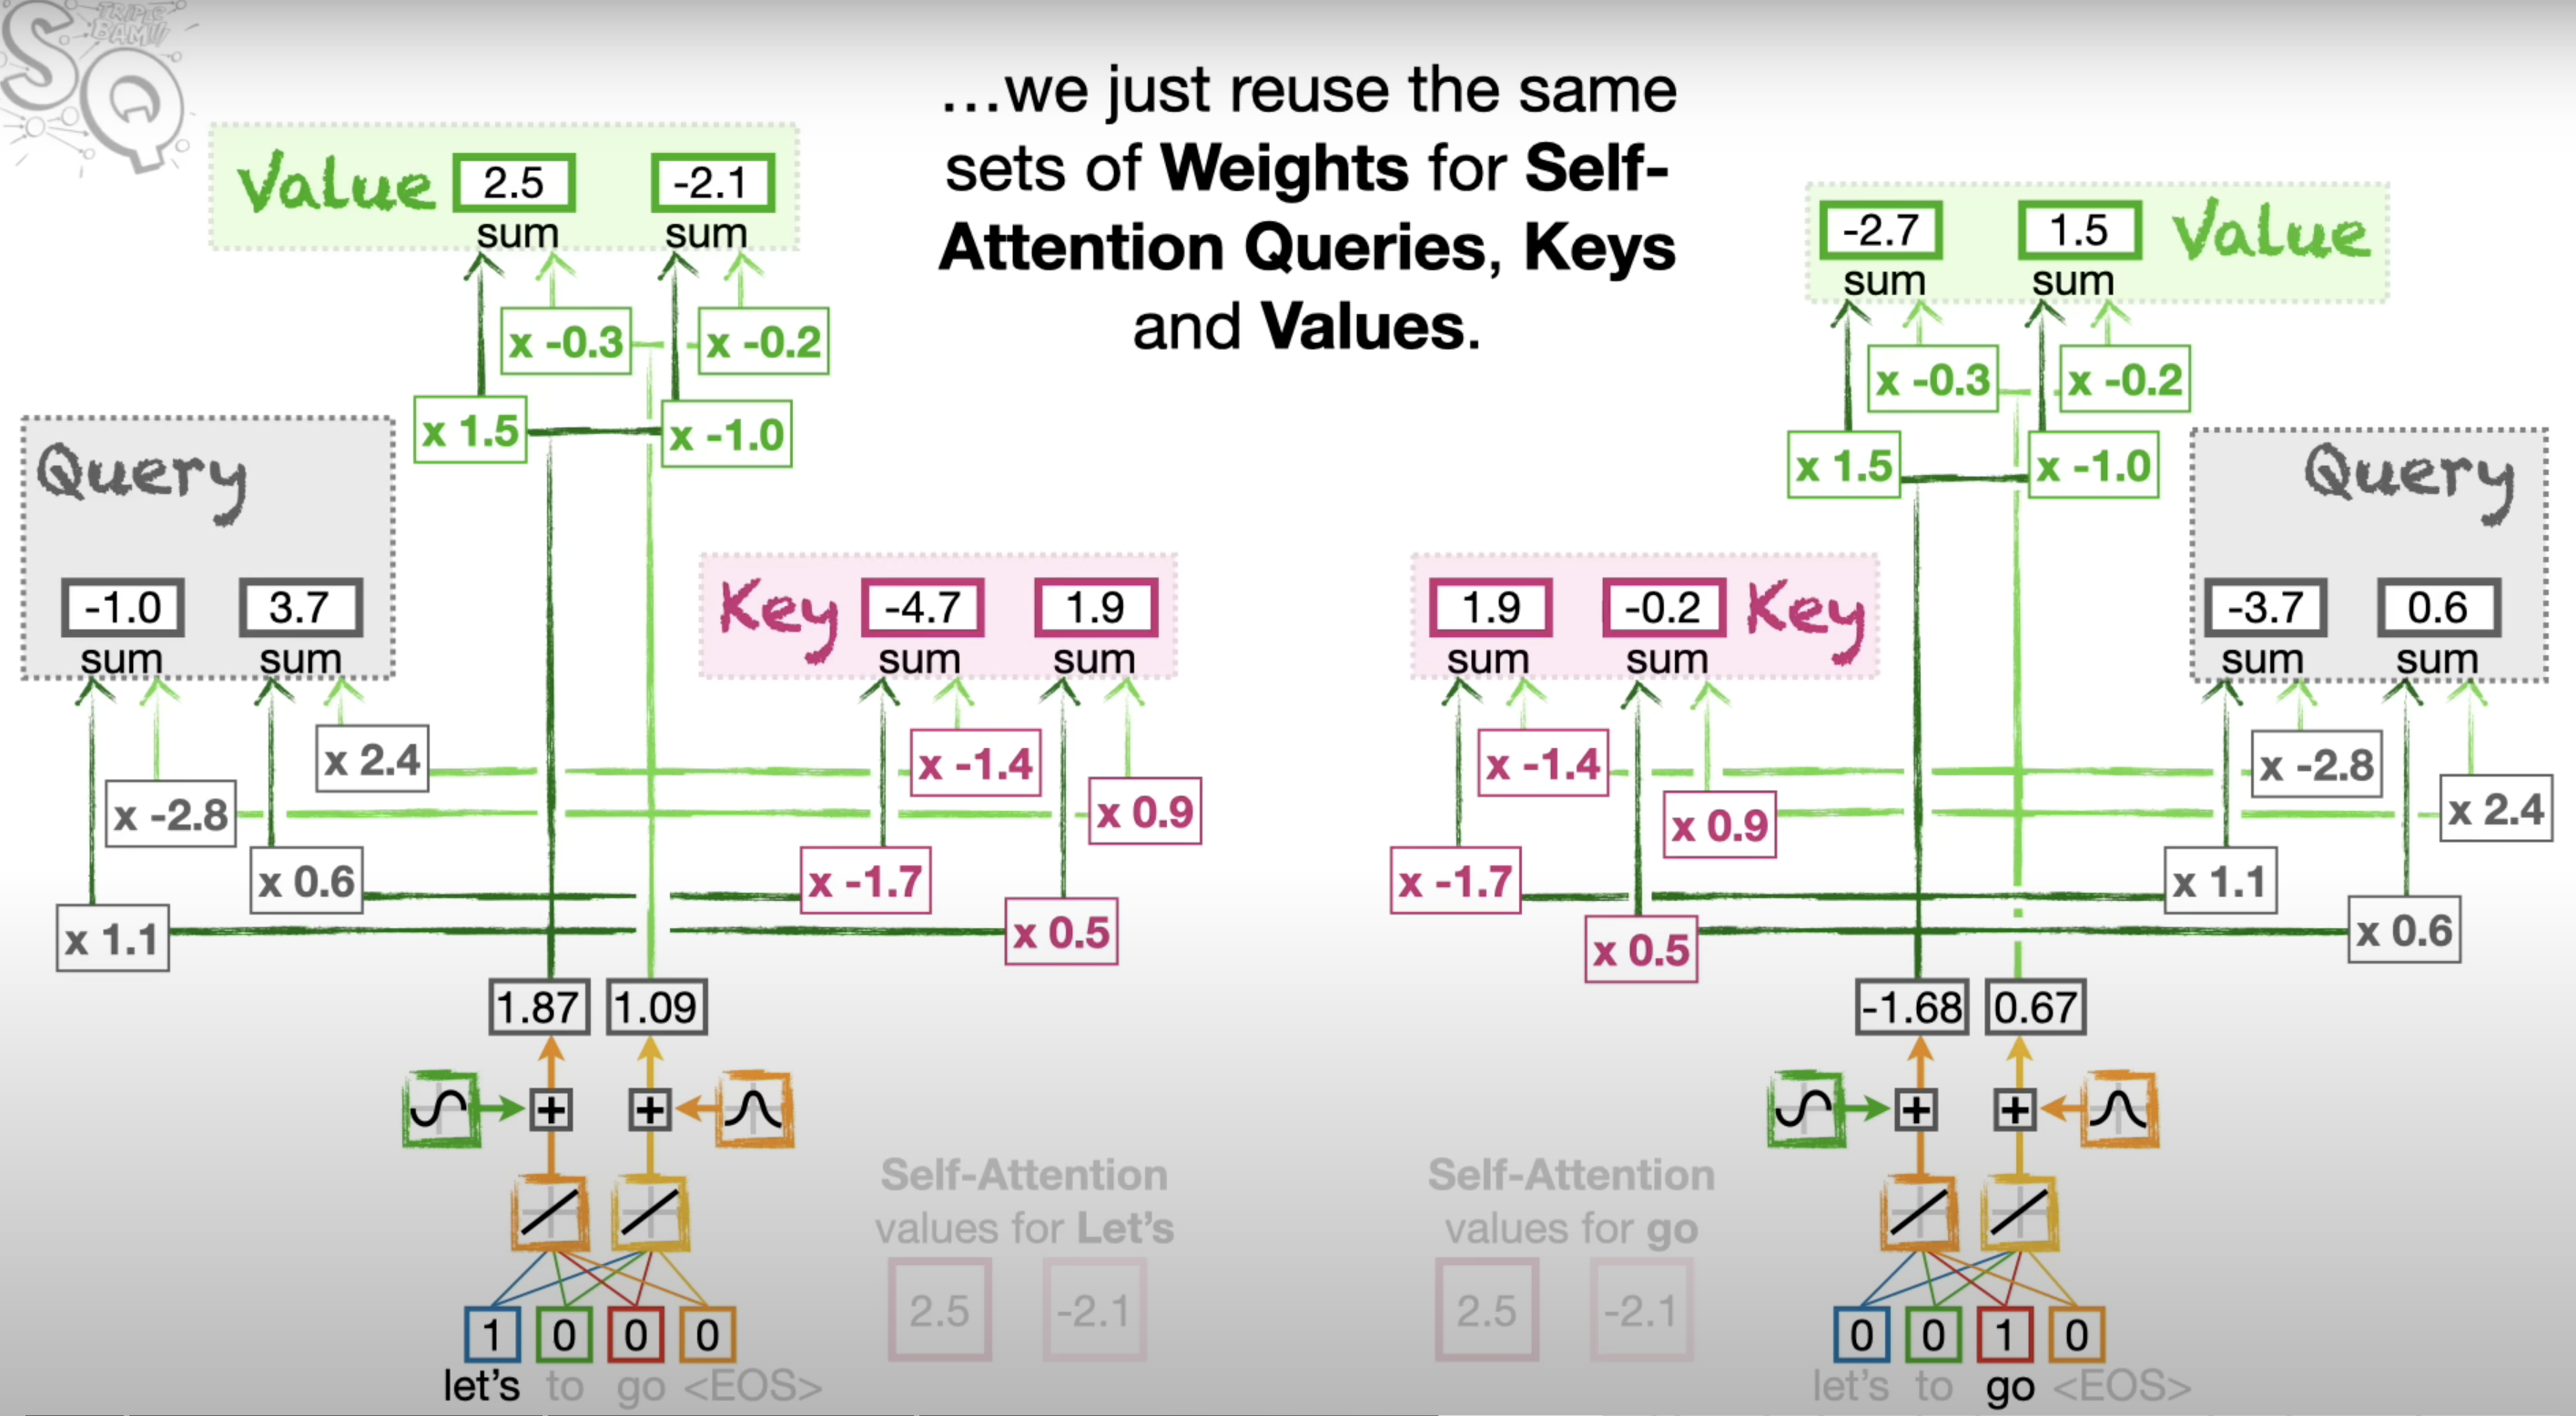 TRIPLE
BAM!!!
SQ
...we just reuse the same
sets of Weights for Self-
Attention Queries, Keys
and Values.
Value 2.5 -2.1
sum sum
x -0.3 x -0.2
x 1.5 x -1.0
Query
-1.0 3.7
sum sum
Key -4.7 1.9
sum sum
x 2.4 x -1.4
x -2.8 x 0.9
x 0.6 x -1.7
x 1.1 x 0.5
1.87 1.09
+ +
Self-Attention
values for Let’s
2.5 -2.1
1 0 0 0
let’s to go <EOS>
-2.7 1.5 Value
sum sum
x -0.3 x -0.2
x 1.5 x -1.0
Query
1.9 -0.2 Key
sum sum
-3.7 0.6
sum sum
x -1.4 x -2.8
x 0.9 x 2.4
x -1.7 x 1.1
x 0.5 x 0.6
-1.68 0.67
+ +
Self-Attention
values for go
2.5 -2.1
0 0 1 0
let’s to go <EOS>